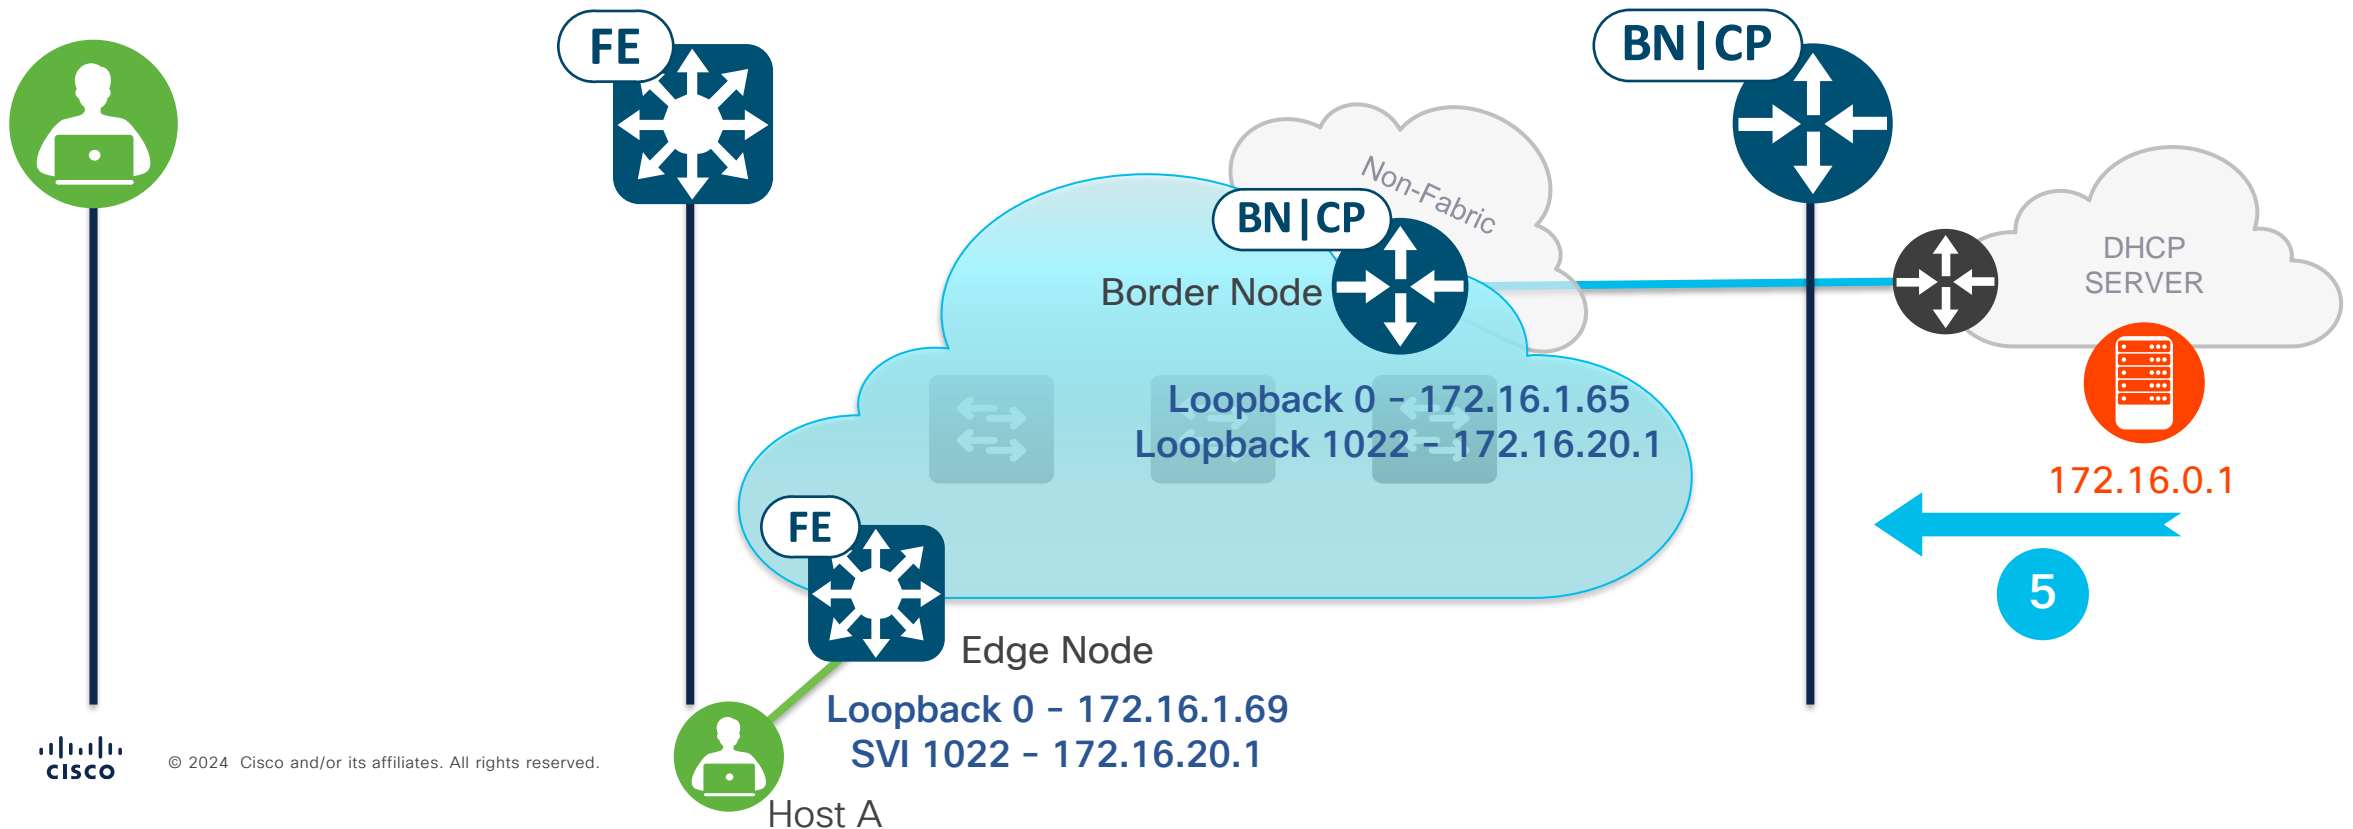 FE
BN|CP
Non-Fabric
BN|CP
Border Node
DHCP
SERVER
Loopback 0 - 172.16.1.65
Loopback 1022 - 172.16.20.1
172.16.0.1
FE
5
Edge Node
Loopback 0 - 172.16.1.69
SVI 1022 - 172.16.20.1
CISCO
© 2024 Cisco and/or its affiliates. All rights reserved.
Host A